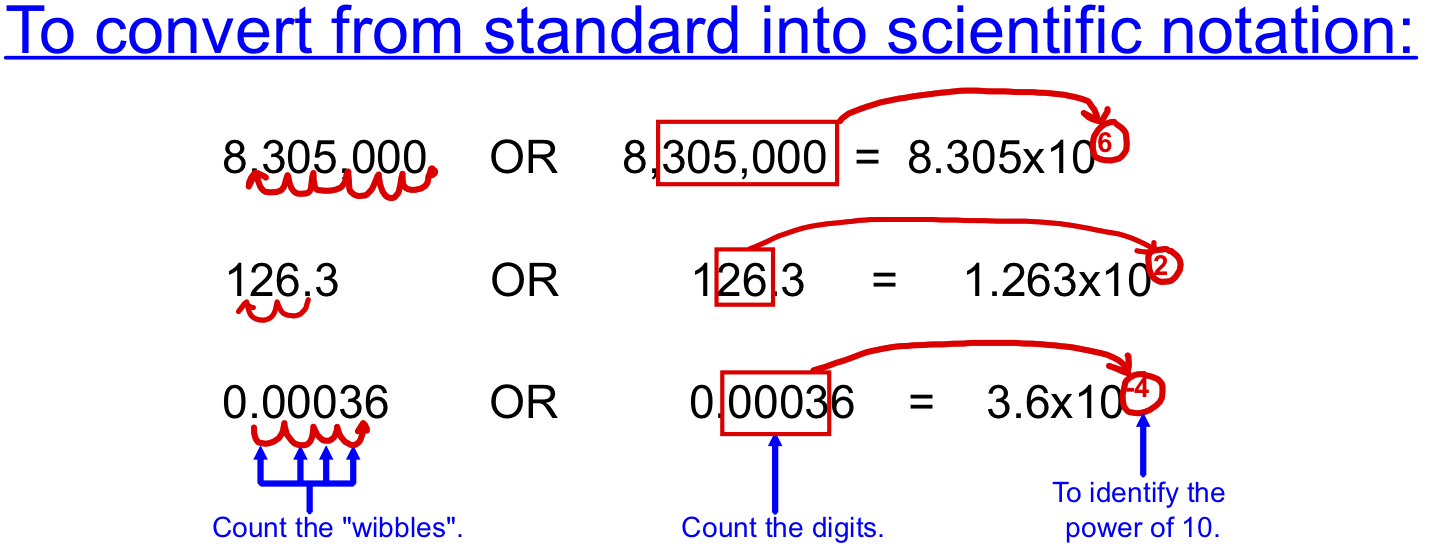 To convert from standard into scientific notation:
8,305,000. OR 8,305,000 = 8.305x10^6
126.3 OR 126.3 = 1.263x10^2
0.00036 OR 0.00036 = 3.6x10^-4
Count the "wibbles". Count the digits. To identify the
power of 10.